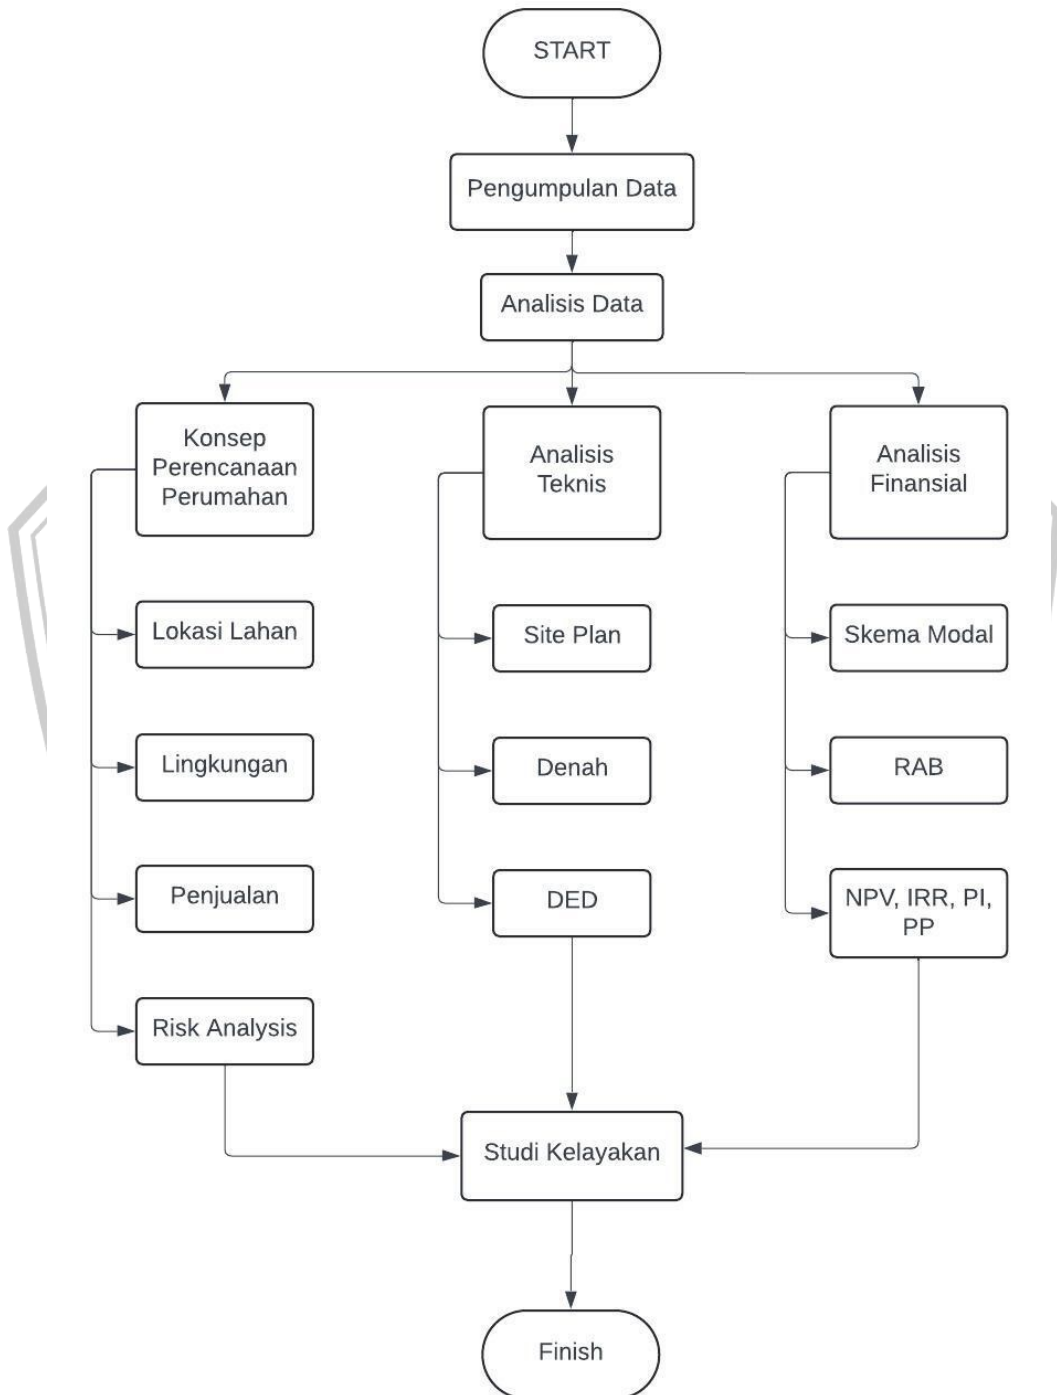 START
Pengumpulan Data
Analisis Data
Konsep
Perencanaan
Perumahan
Analisis
Teknis
Analisis
Finansial
Lokasi Lahan
Site Plan
Skema Modal
Lingkungan
Denah
RAB
Penjualan
DED
NPV, IRR, PI,
PP
Risk Analysis
Studi Kelayakan
Finish